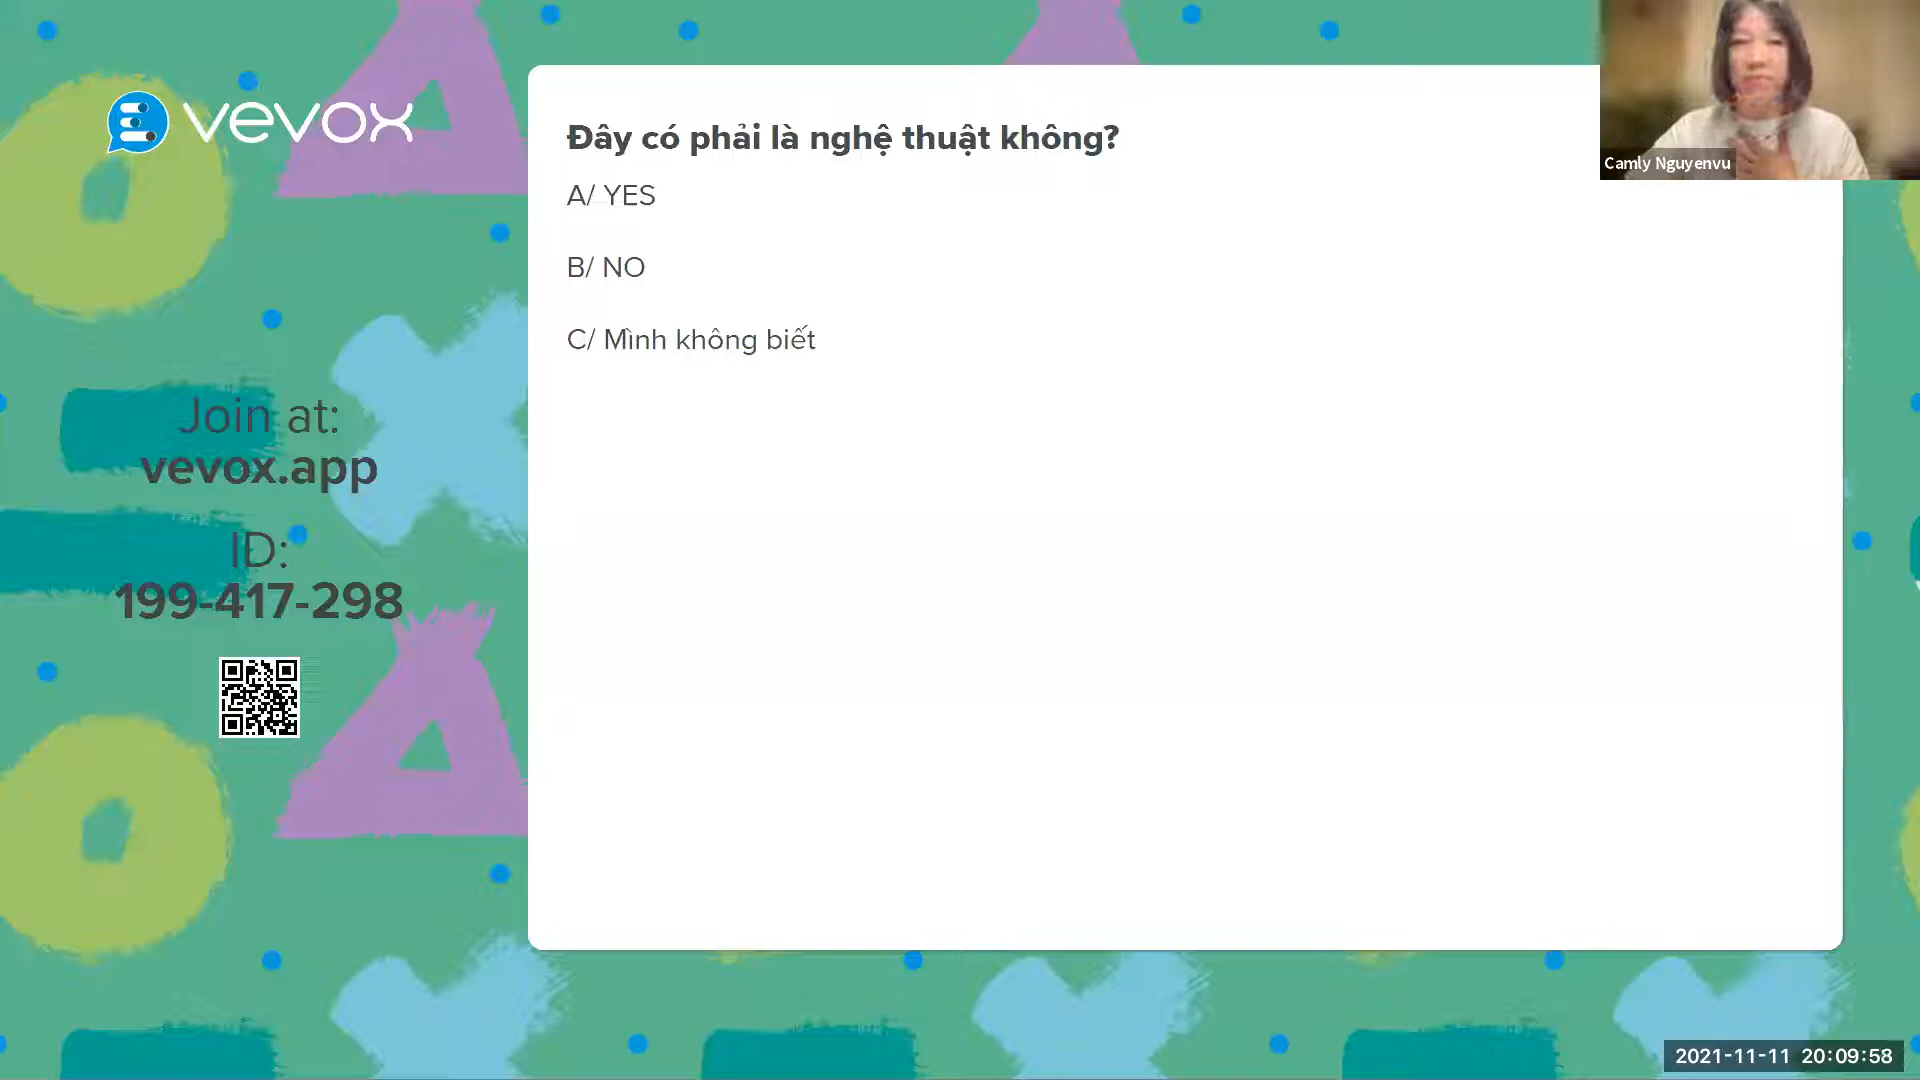 vevox
Đây có phải là nghệ thuật không?
A/ YES
B/ NO
C/ Mình không biết
Join at:
vevox.app
ID:
199-417-298
Camly Nguyenvu
2021-11-11 20:09:58